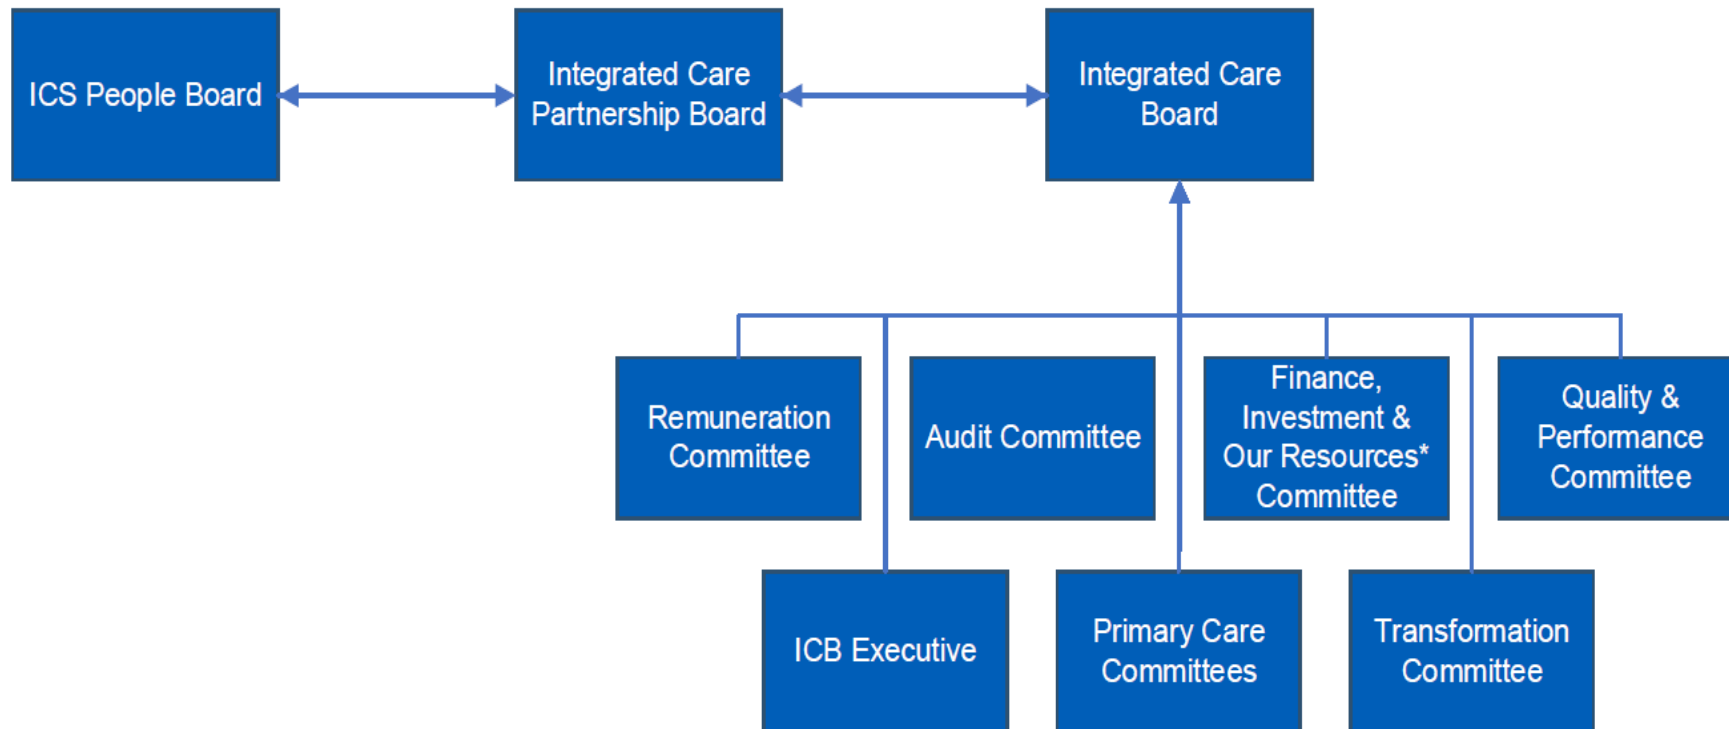 ICS People Board
Integrated Care
Partnership Board
Integrated Care
Board
Remuneration
Committee
Audit Committee
Finance,
Investment &
Our Resources*
Committee
Quality &
Performance
Committee
ICB Executive
Primary Care
Committees
Transformation
Committee